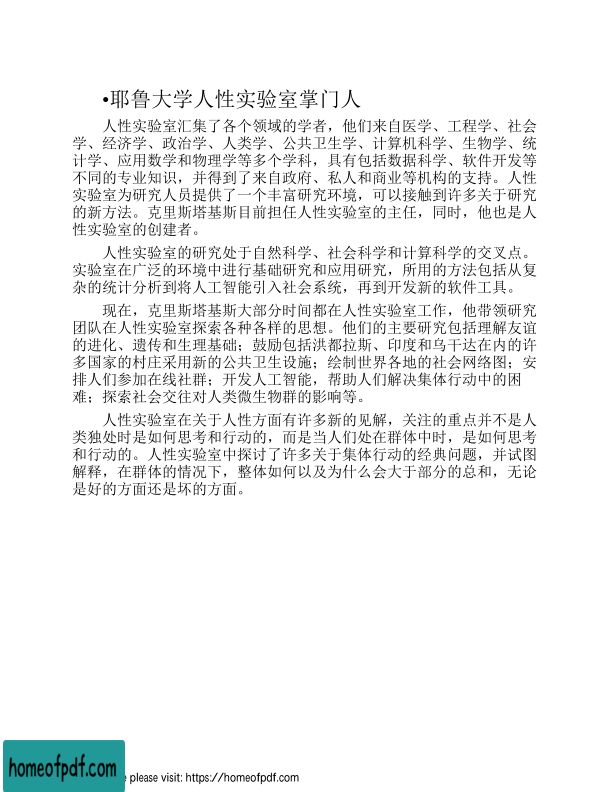 •耶鲁大学人性实验室掌门人
人性实验室汇集了各个领域的学者，他们来自医学、工程学、社会
学、经济学、政治学、人类学、公共卫生学、计算机科学、生物学、统
计学、应用数学和物理学等多个学科，具有包括数据科学、软件开发等
不同的专业知识，并得到了来自政府、私人和商业等机构的支持。人性
实验室为研究人员提供了一个丰富研究环境，可以接触到许多关于研究
的新方法。克里斯塔基斯目前担任人性实验室的主任，同时，他也是人
性实验室的创建者。
人性实验室的研究处于自然科学、社会科学和计算科学的交叉点。
实验室在广泛的环境中进行基础研究和应用研究，所用的方法包括从复
杂的统计分析到将人工智能引入社会系统，再到开发新的软件工具。
现在，克里斯塔基斯大部分时间都在人性实验室工作，他带领研究
团队在人性实验室探索各种各样的思想。他们的主要研究包括理解友谊
的进化、遗传和生理基础；鼓励包括洪都拉斯、印度和乌干达在内的许
多国家的村庄采用新的公共卫生设施；绘制世界各地的社会网络图；安
排人们参加在线社群；开发人工智能，帮助人们解决集体行动中的困
难；探索社会交往对人类微生物群的影响等。
人性实验室在关于人性方面有许多新的见解，关注的重点并不是人
类独处时是如何思考和行动的，而是当人们处在群体中时，是如何思考
和行动的。人性实验室中探讨了许多关于集体行动的经典问题，并试图
解释，在群体的情况下，整体如何以及为什么会大于部分的总和，无论
是好的方面还是坏的方面。
homeofpdf.com
please visit: https://homeofpdf.com